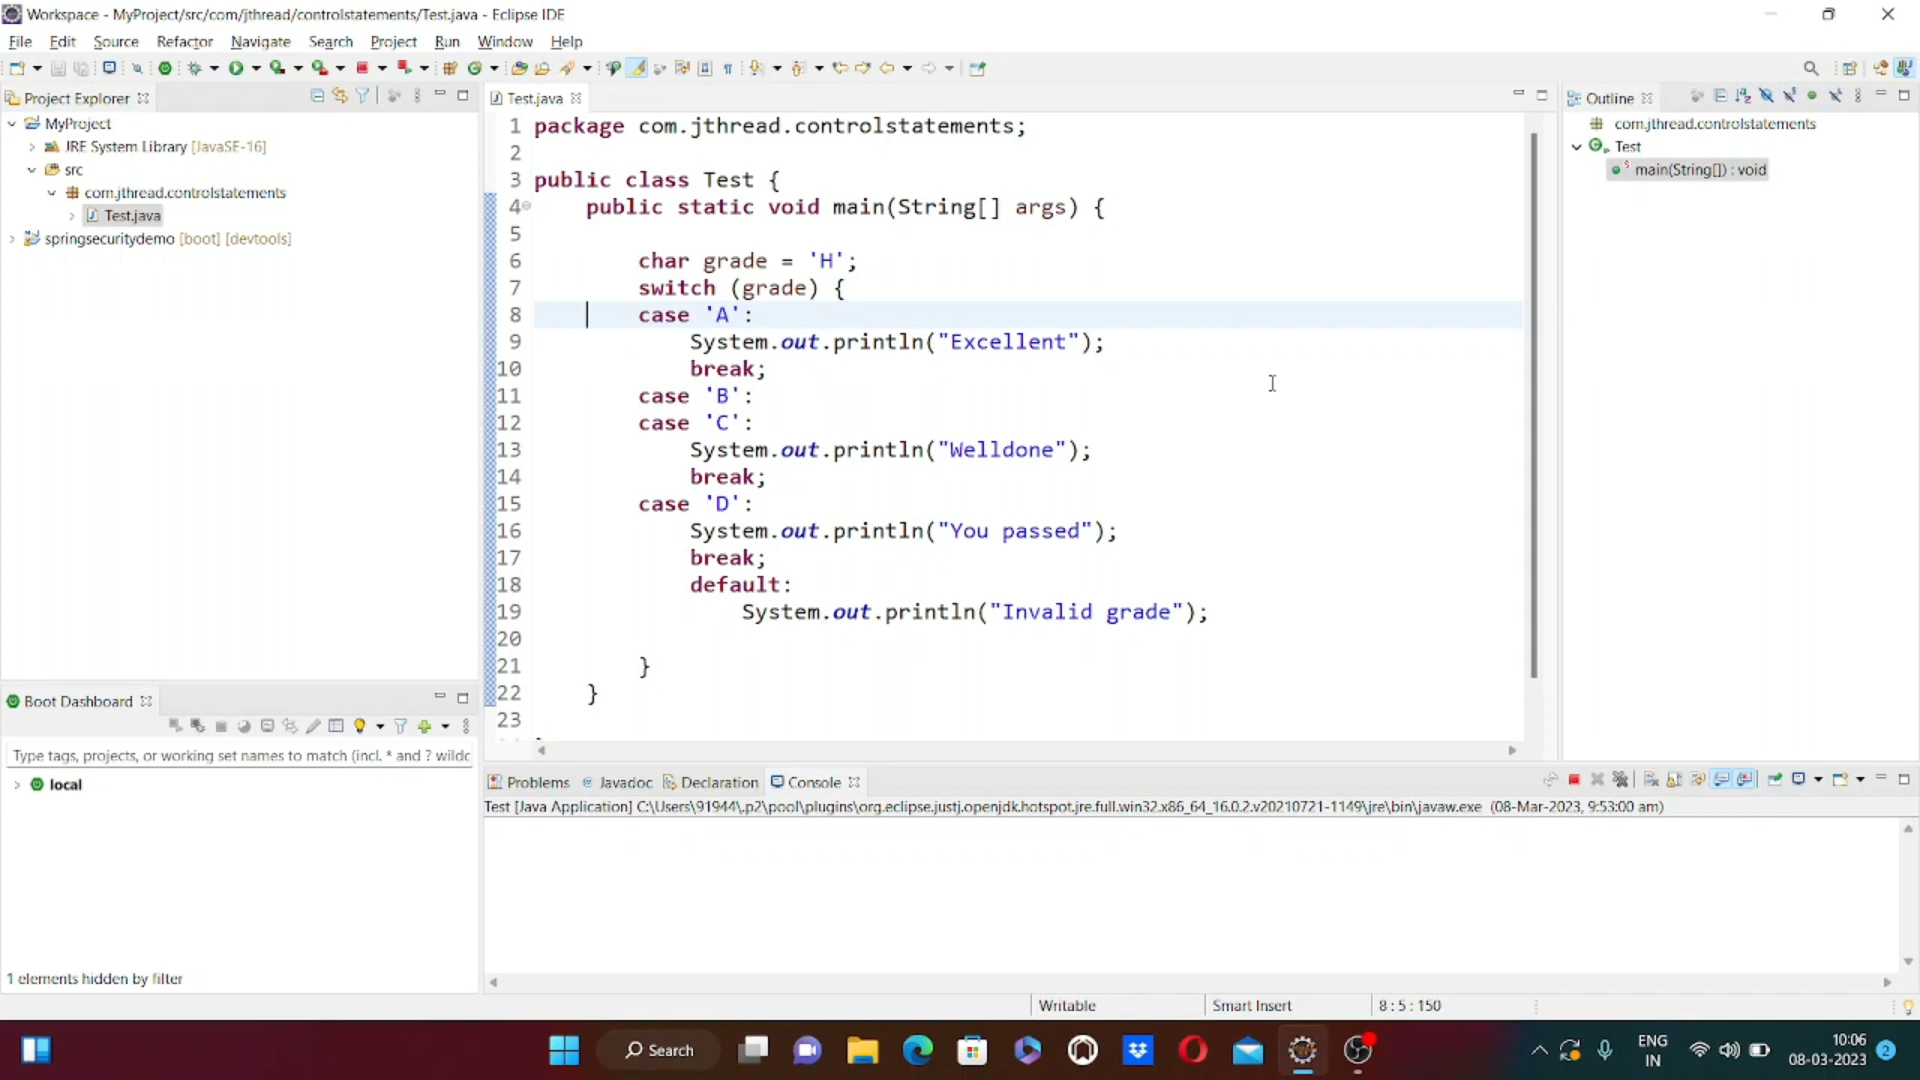 Workspace - MyProject/src/com/jthread/controlstatements/Test.java - Eclipse IDE
File Edit Source Refactor Navigate Search Project Run Window Help
Project Explorer
MyProject
JRE System Library [JavaSE-16]
src
com.jthread.controlstatements
Test.java
springsecuritydemo [boot] [devtools]
Test.java
1 package com.jthread.controlstatements;
2
3 public class Test {
4 public static void main(String[] args) {
5
6 char grade = 'H';
7 switch (grade) {
8 case 'A':
9 System.out.println("Excellent");
10 break;
11 case 'B':
12 case 'C':
13 System.out.println("Welldone");
14 break;
15 case 'D':
16 System.out.println("You passed");
17 break;
18 default:
19 System.out.println("Invalid grade");
20
21 }
22 }
23
Outline
com.jthread.controlstatements
Test
main(String[]) : void
Boot Dashboard
Type tags, projects, or working set names to match (incl. * and ? wildc
local
1 elements hidden by filter
Problems Javadoc Declaration Console
Test [Java Application] C:\Users\91944\.p2\pool\plugins\org.eclipse.justj.openjdk.hotspot.jre.full.win32.x86_64_16.0.2.v20210721-1149\jre\bin\javaw.exe (08-Mar-2023, 9:53:00 am)
Writable Smart Insert 8 : 5 : 150
Search
ENG
IN
10:06
08-03-2023
2